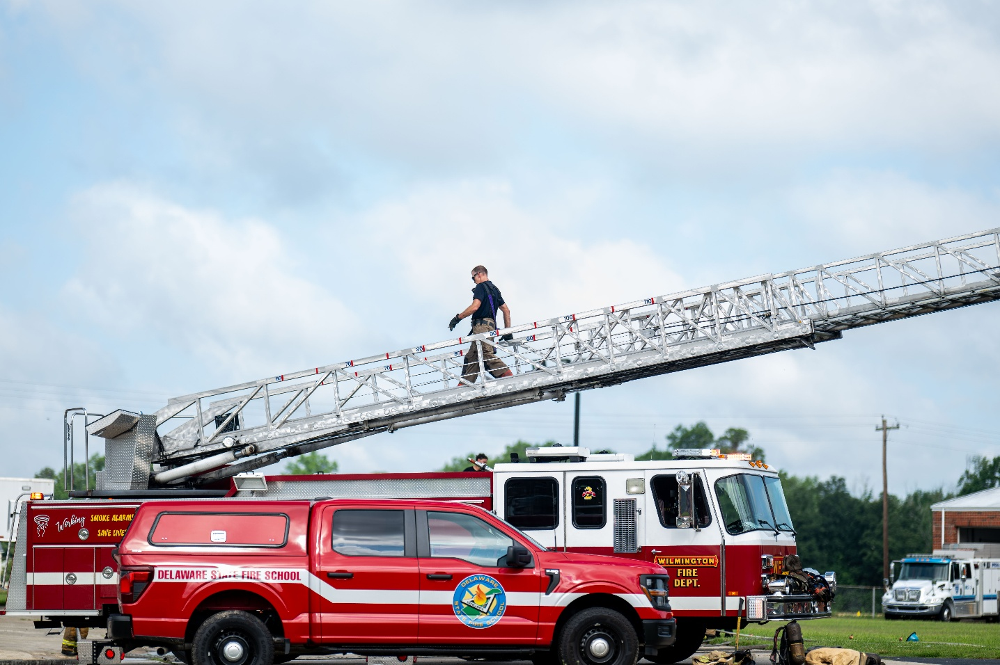 110
100
90
90
80
80
70
70
60
Working
SMOKE ALARMS
SAVE LIVES
DELAWARE STATE FIRE SCHOOL
DELAWARE
STATE FIRE SCHOOL
WILMINGTON
FIRE
DEPT.